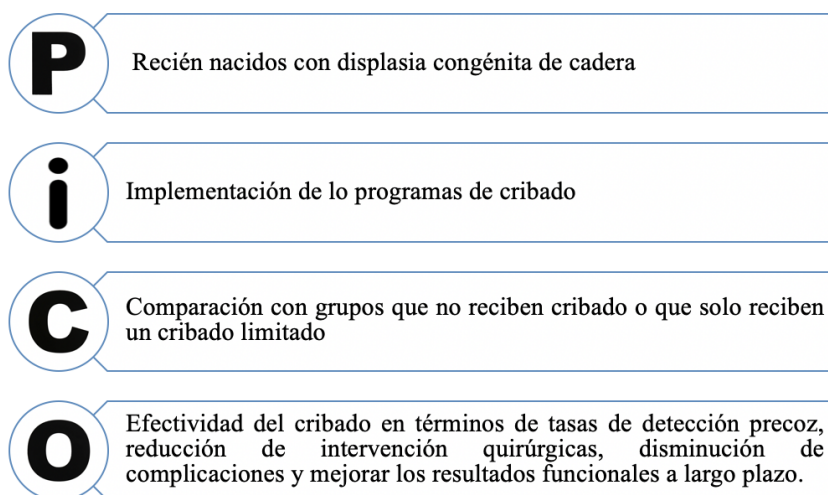 P
Recién nacidos con displasia congénita de cadera
i
Implementación de lo programas de cribado
C
Comparación con grupos que no reciben cribado o que solo reciben
un cribado limitado
O
Efectividad del cribado en términos de tasas de detección precoz,
reducción de intervención quirúrgicas, disminución de
complicaciones y mejorar los resultados funcionales a largo plazo.